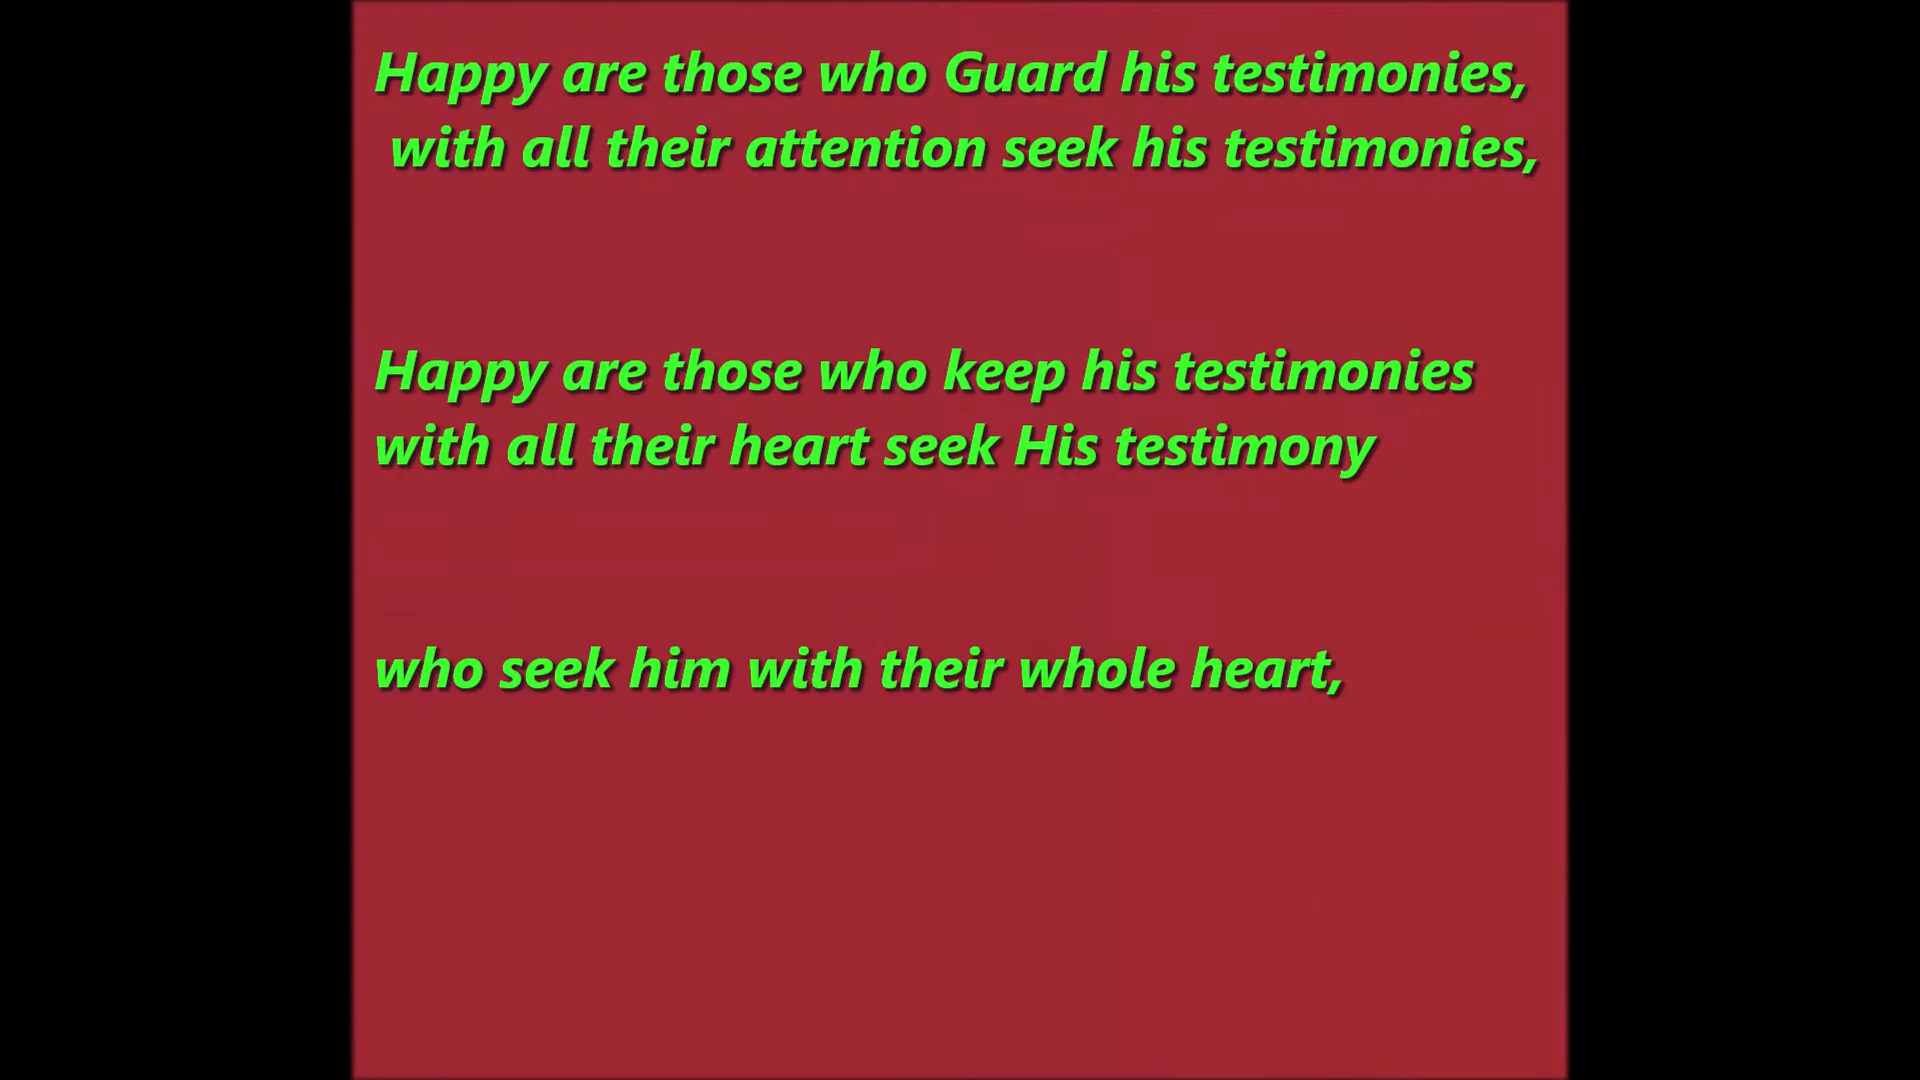 Happy are those who Guard his testimonies,
with all their attention seek his testimonies,
Happy are those who keep his testimonies
with all their heart seek His testimony
who seek him with their whole heart,